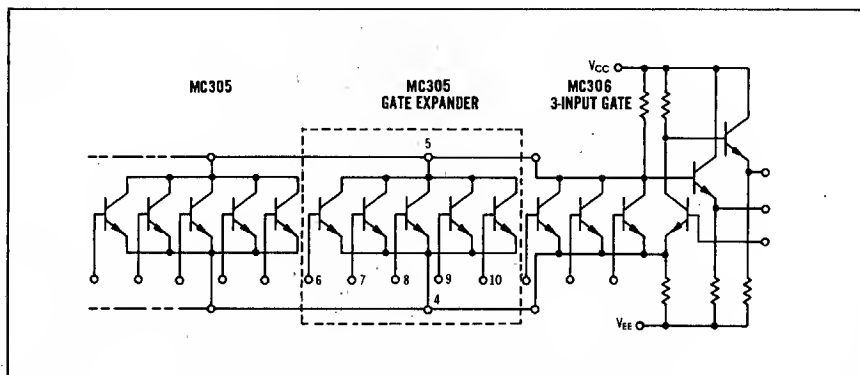 MC305
MC305
GATE EXPANDER
MC306
3-INPUT GATE
VCC
5
6
7
8
9
10
4
VEE